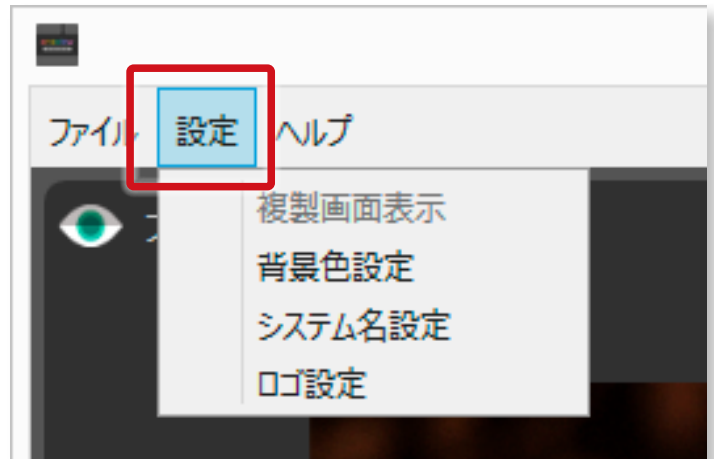 ファイル 設定 ヘルプ
複製画面表示
背景色設定
システム名設定
ロゴ設定